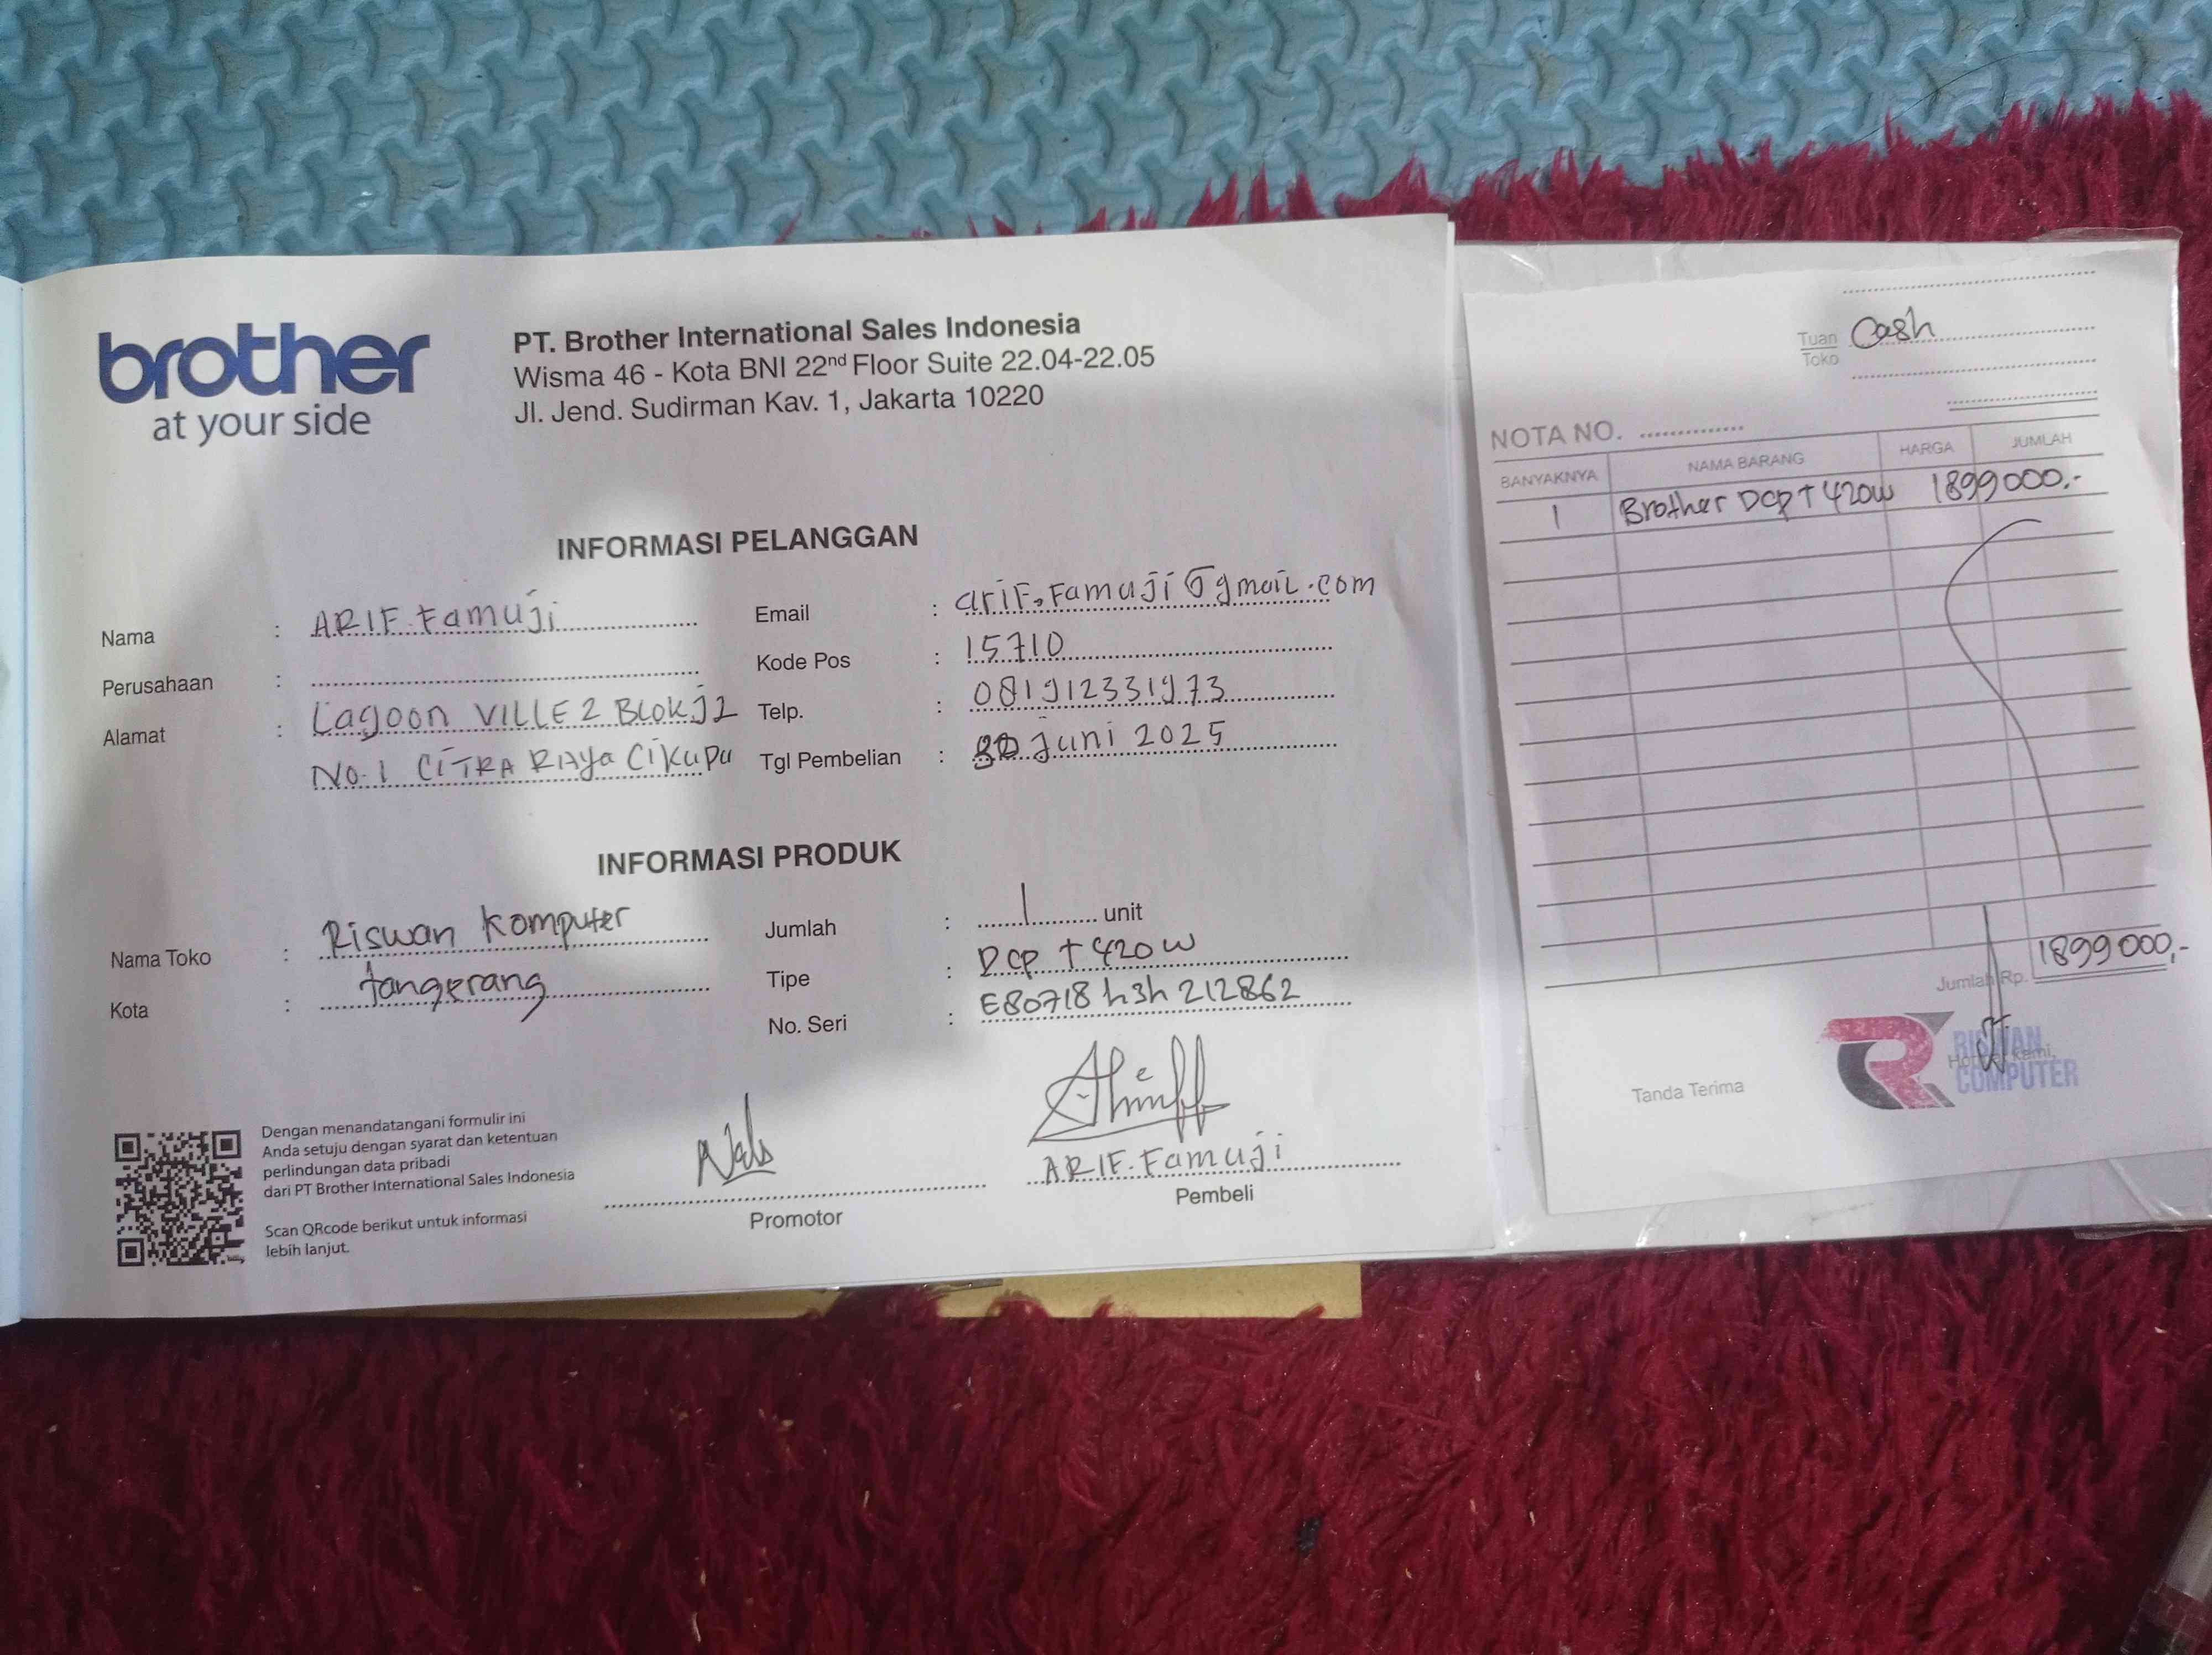 brother
at your side
PT. Brother International Sales Indonesia
Wisma 46 - Kota BNI 22nd Floor Suite 22.04-22.05
Jl. Jend. Sudirman Kav. 1, Jakarta 10220
INFORMASI PELANGGAN
Nama : ARIF Famuji
Perusahaan :
Alamat : Lagoon VILLE 2 BLOK J2
No. 1 CITRA RAya Cikupa
Email : ariF.Famuji@gmail.com
Kode Pos : 15710
Telp. : 081912331973
Tgl Pembelian : Juni 2025
INFORMASI PRODUK
Nama Toko : Riswan Komputer
Kota : tangerang
Jumlah : 1 unit
Tipe : Dcp T 420w
No. Seri : E80718h3h212862
Dengan menandatangani formulir ini
Anda setuju dengan syarat dan ketentuan
perlindungan data pribadi
dari PT Brother International Sales Indonesia
Scan QRcode berikut untuk informasi
lebih lanjut.
Promotor
ARIF. Famuji
Pembeli
Tuan Cash
Toko
NOTA NO.
BANYAKNYA NAMA BARANG HARGA JUMLAH
1 Brother Dcp T 420w 1899000,-
Jumlah Rp. 1899000,-
Tanda Terima
Hormat kami,
RISWAN
COMPUTER